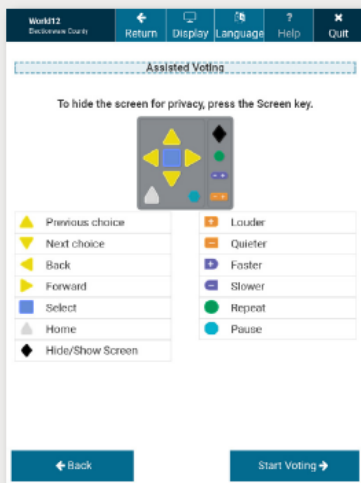 World12
Electionware County
Return
Display
Language
Help
Quit
Assisted Voting
To hide the screen for privacy, press the Screen key.
Previous choice
Next choice
Back
Forward
Select
Home
Hide/Show Screen
Louder
Quieter
Faster
Slower
Repeat
Pause
Back
Start Voting